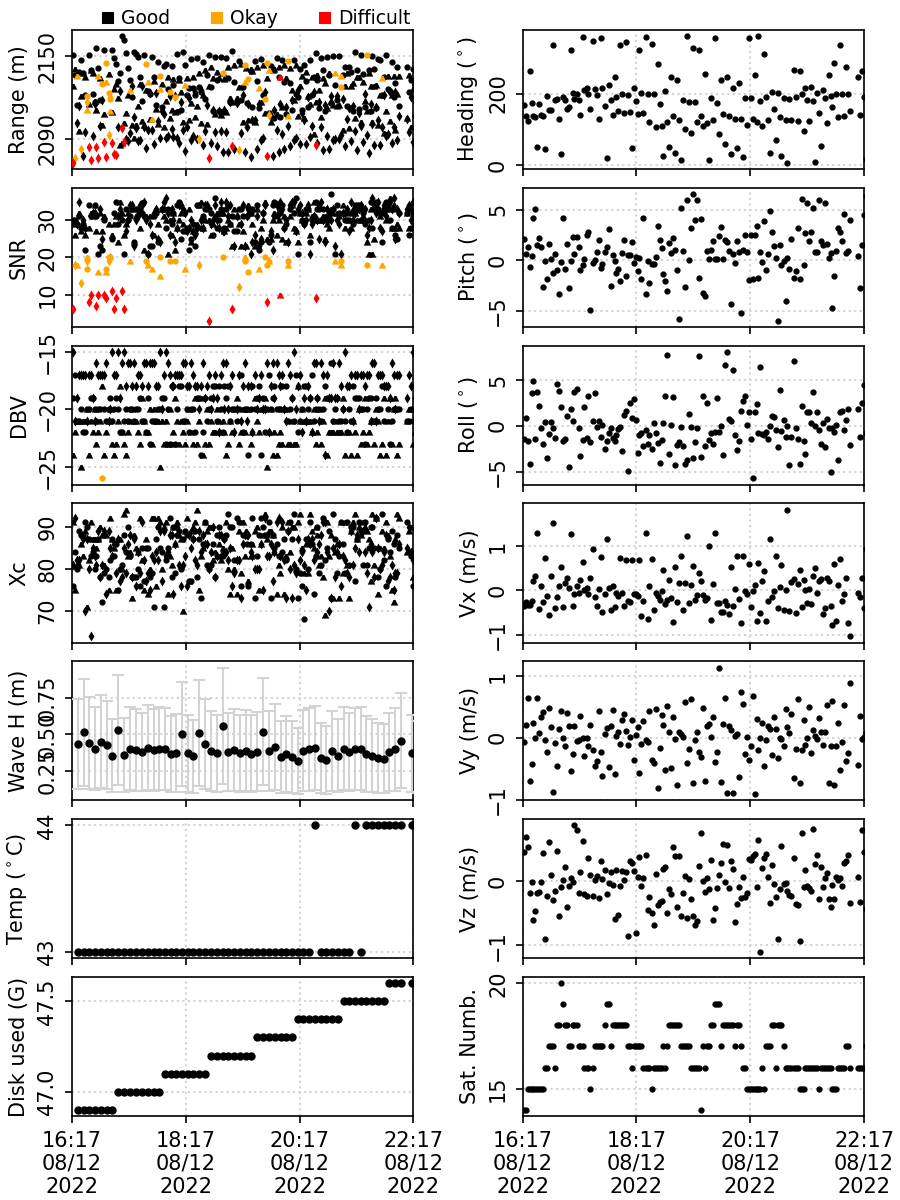 Good Okay Difficult
Range (m)
2150
2090
Heading (°)
200
0
SNR
30
20
10
Pitch (°)
5
0
−5
DBV
−15
−20
−25
Roll (°)
5
0
−5
Xc
90
80
70
Vx (m/s)
1
0
−1
Wave H (m)
0.75
0.50
0.25
Vy (m/s)
1
0
−1
Temp (°C)
44
43
Vz (m/s)
0
−1
Disk used (G)
47.5
47.0
Sat. Numb.
20
15
16:17 18:17 20:17 22:17
08/12 08/12 08/12 08/12
2022 2022 2022 2022
16:17 18:17 20:17 22:17
08/12 08/12 08/12 08/12
2022 2022 2022 2022